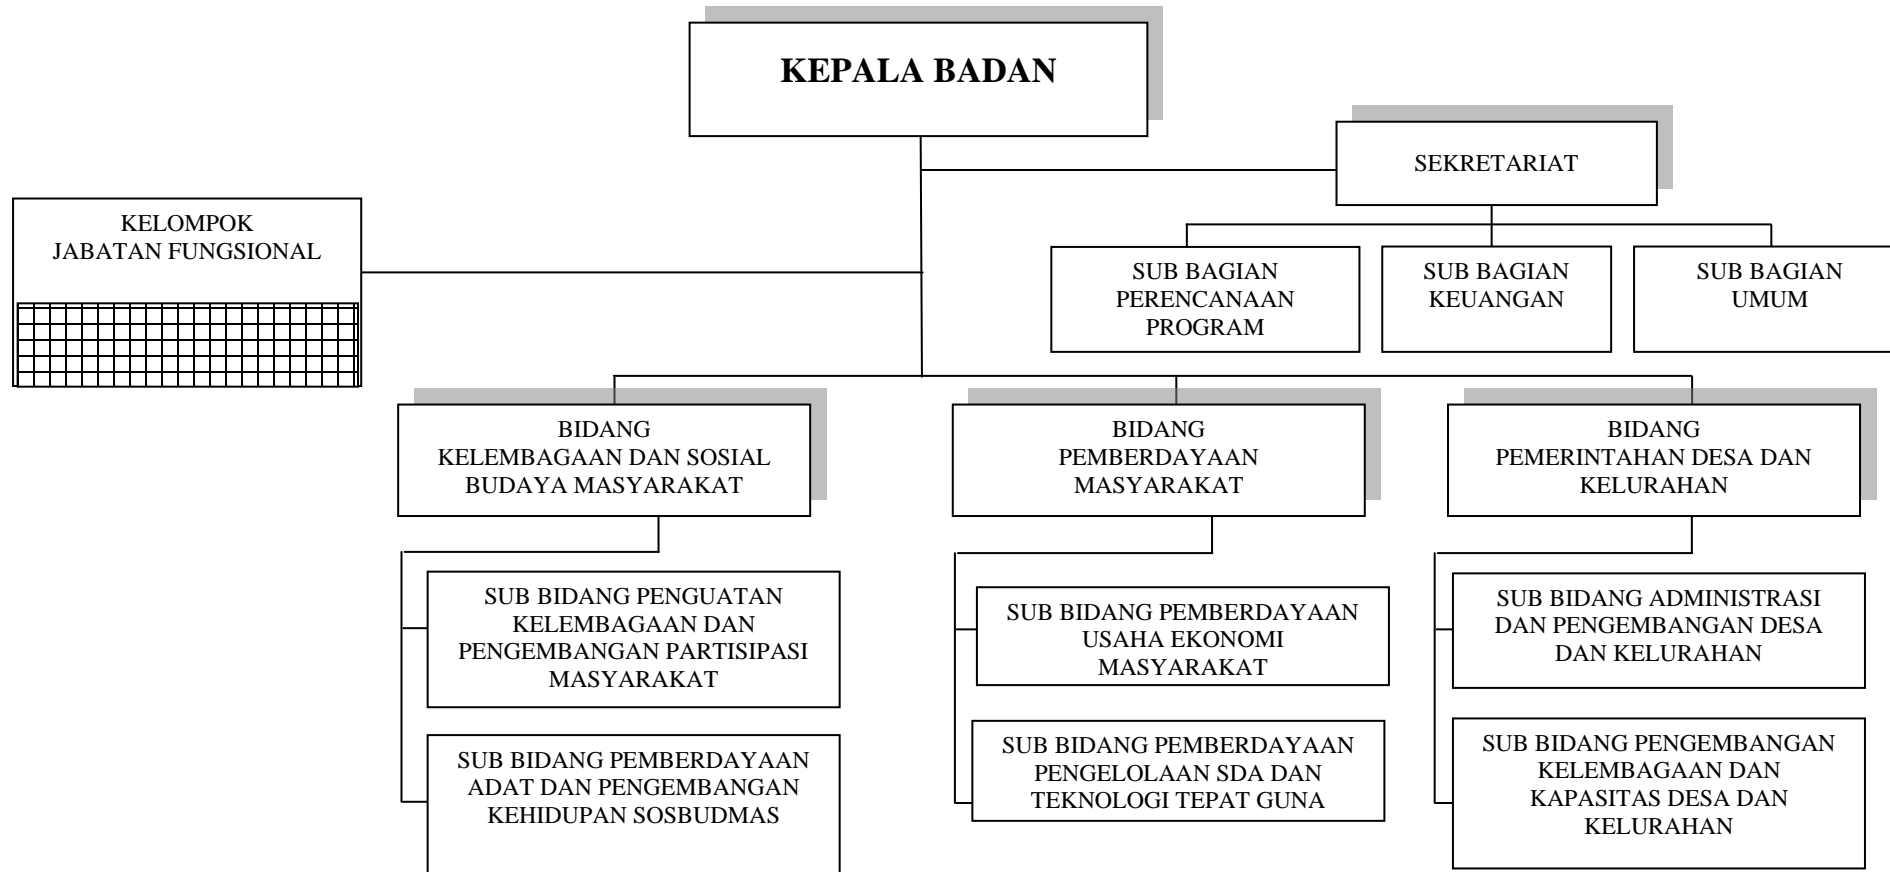 KEPALA BADAN
SEKRETARIAT
KELOMPOK
JABATAN FUNGSIONAL
SUB BAGIAN
PERENCANAAN
PROGRAM
SUB BAGIAN
KEUANGAN
SUB BAGIAN
UMUM
BIDANG
KELEMBAGAAN DAN SOSIAL
BUDAYA MASYARAKAT
BIDANG
PEMBERDAYAAN
MASYARAKAT
BIDANG
PEMERINTAHAN DESA DAN
KELURAHAN
SUB BIDANG PENGUATAN
KELEMBAGAAN DAN
PENGEMBANGAN PARTISIPASI
MASYARAKAT
SUB BIDANG PEMBERDAYAAN
USAHA EKONOMI
MASYARAKAT
SUB BIDANG ADMINISTRASI
DAN PENGEMBANGAN DESA
DAN KELURAHAN
SUB BIDANG PEMBERDAYAAN
ADAT DAN PENGEMBANGAN
KEHIDUPAN SOSBUDMAS
SUB BIDANG PEMBERDAYAAN
PENGELOLAAN SDA DAN
TEKNOLOGI TEPAT GUNA
SUB BIDANG PENGEMBANGAN
KELEMBAGAAN DAN
KAPASITAS DESA DAN
KELURAHAN